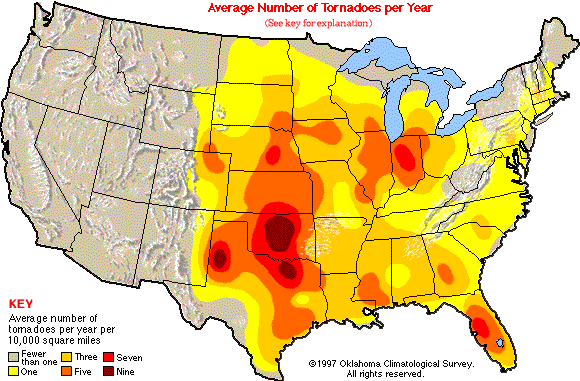 Average Number of Tornadoes per Year
(See key for explanation)
KEY
Average number of
tornadoes per year per
10,000 square miles
Fewer
than one
Three
Seven
One
Five
Nine
©1997 Oklahoma Climatological Survey.
All rights reserved.